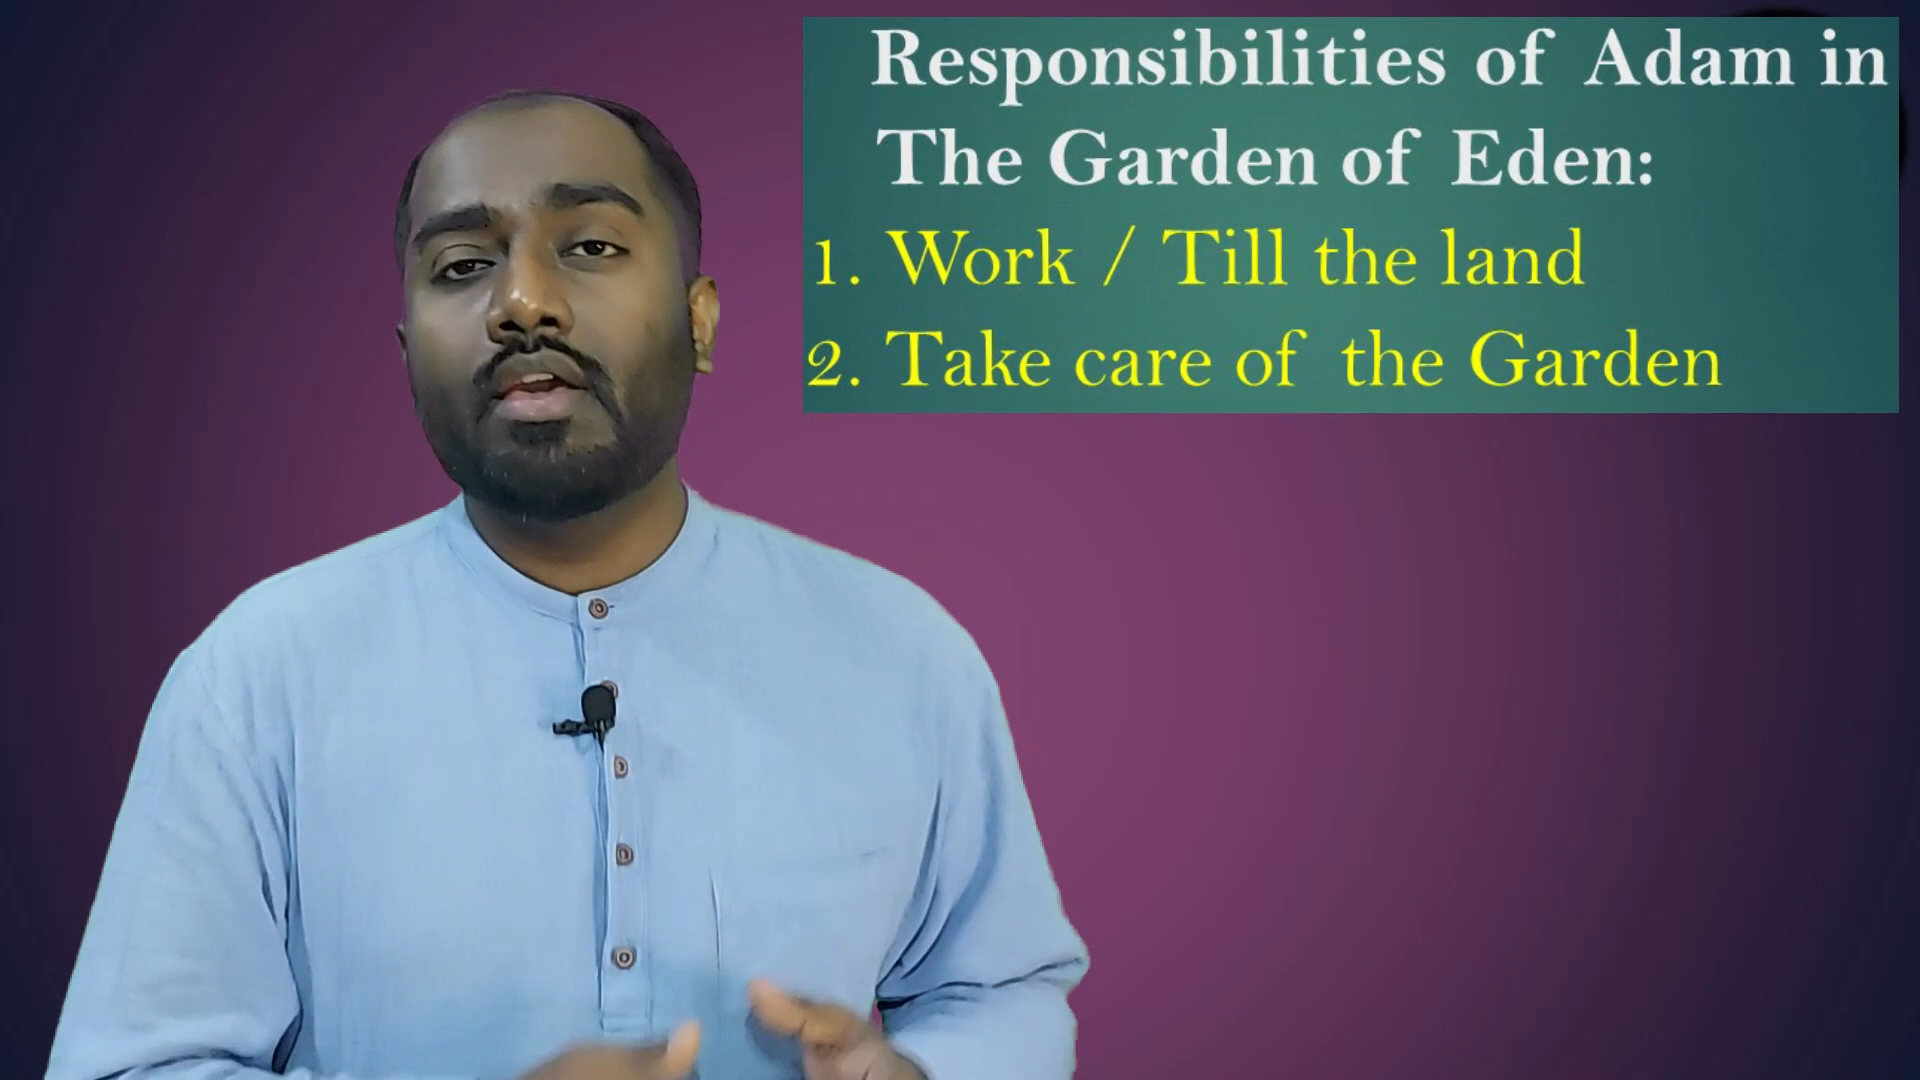 Responsibilities of Adam in
The Garden of Eden:
1. Work / Till the land
2. Take care of the Garden